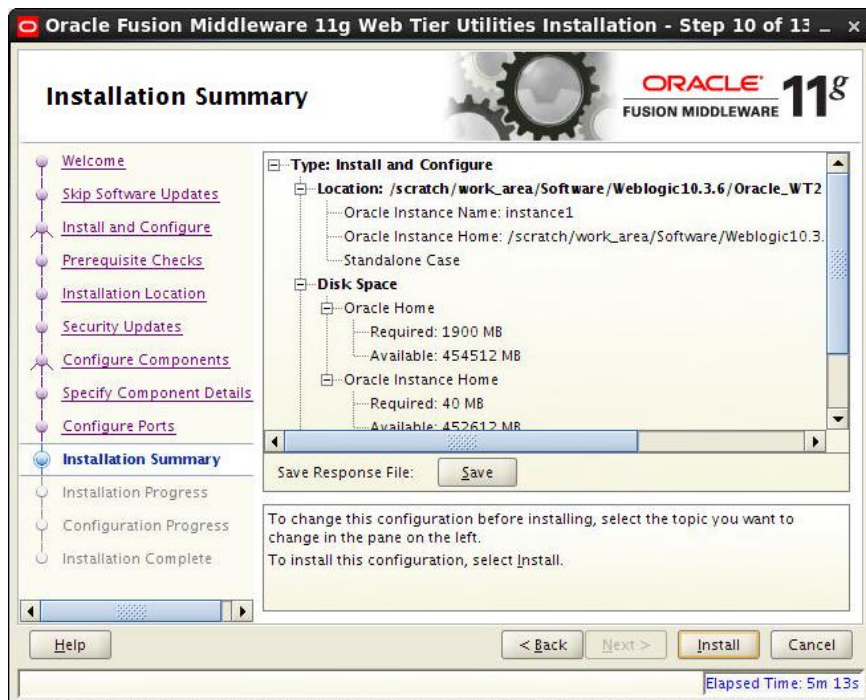 Oracle Fusion Middleware 11g Web Tier Utilities Installation - Step 10 of 13
Installation Summary
ORACLE
FUSION MIDDLEWARE 11g
Welcome
Skip Software Updates
Install and Configure
Prerequisite Checks
Installation Location
Security Updates
Configure Components
Specify Component Details
Configure Ports
Installation Summary
Installation Progress
Configuration Progress
Installation Complete
Type: Install and Configure
Location: /scratch/work_area/Software/Weblogic10.3.6/Oracle_WT2
Oracle Instance Name: instance1
Oracle Instance Home: /scratch/work_area/Software/Weblogic10.3.
Standalone Case
Disk Space
Oracle Home
Required: 1900 MB
Available: 454512 MB
Oracle Instance Home
Required: 40 MB
Available: 452612 MB
Save Response File: Save
To change this configuration before installing, select the topic you want to
change in the pane on the left.
To install this configuration, select Install.
Help < Back Next > Install Cancel
Elapsed Time: 5m 13s